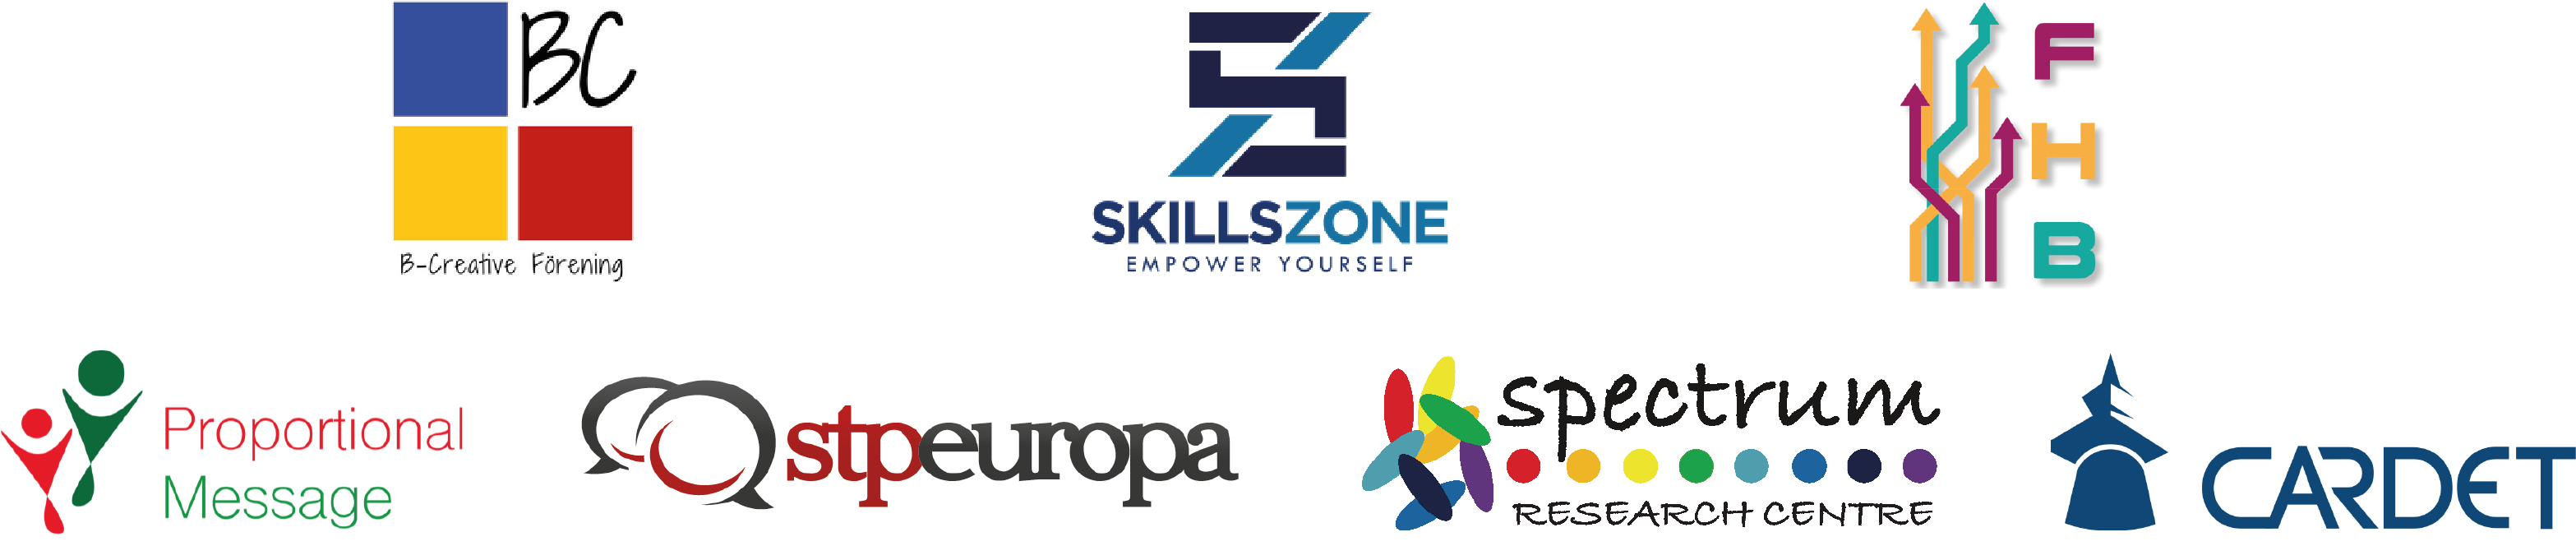 BC
B-Creative Förening
SKILLSZONE
EMPOWER YOURSELF
F
H
B
Proportional
Message
stpeuropa
spectrum
RESEARCH CENTRE
CARDET